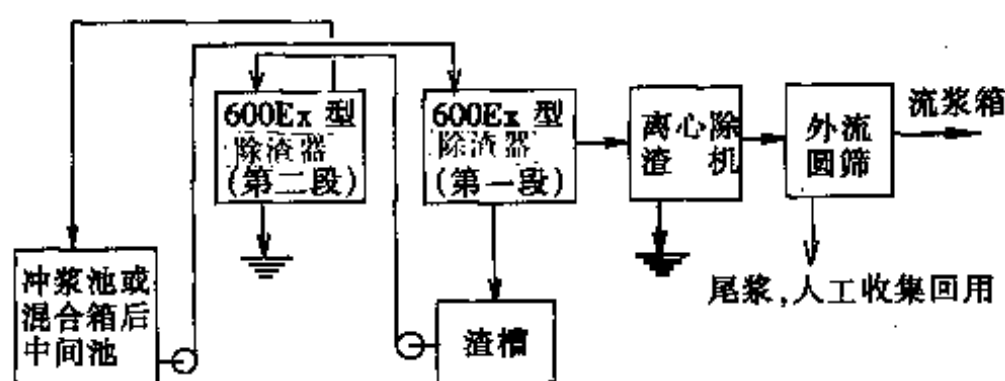 600Ex 型
除渣器
(第二段)
600Ex 型
除渣器
(第一段)
离心除
渣 机
外流
圆筛
流浆箱
冲浆池或
混合箱后
中间池
渣槽
尾浆,人工收集回用